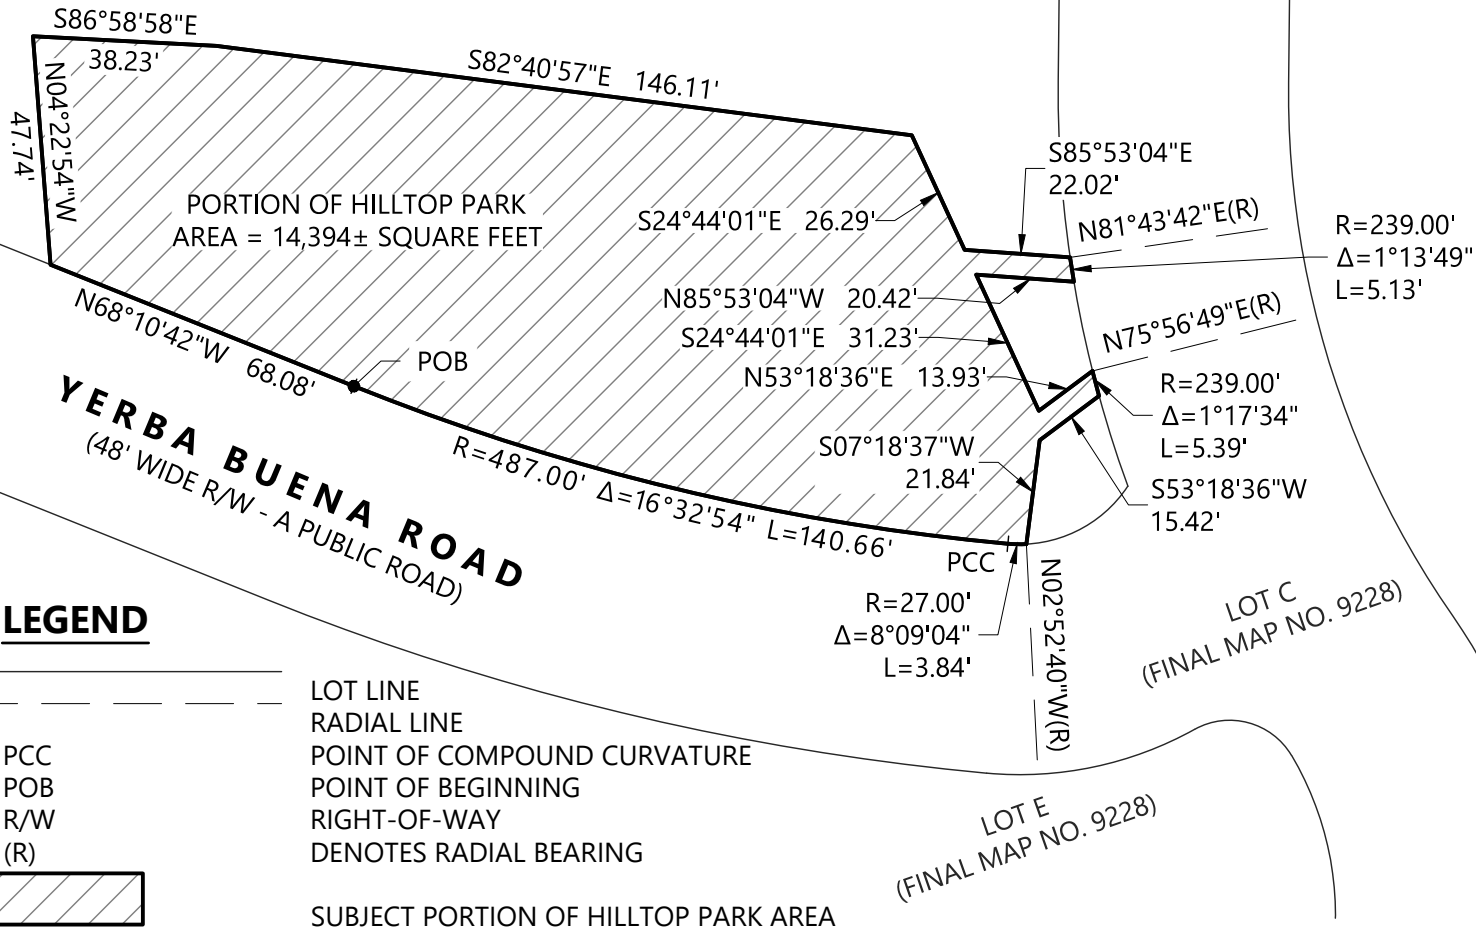 S86°58'58"E
38.23'
N04°22'54"W
47.74'
S82°40'57"E 146.11'
PORTION OF HILLTOP PARK
AREA = 14,394± SQUARE FEET
S24°44'01"E 26.29'
S85°53'04"E
22.02'
N81°43'42"E(R)
R=239.00'
Δ=1°13'49"
L=5.13'
N85°53'04"W 20.42'
S24°44'01"E 31.23'
N53°18'36"E 13.93'
N75°56'49"E(R)
R=239.00'
Δ=1°17'34"
L=5.39'
S07°18'37"W
21.84'
S53°18'36"W
15.42'
N68°10'42"W 68.08'
POB
R=487.00' Δ=16°32'54" L=140.66'
PCC
R=27.00'
Δ=8°09'04"
L=3.84'
N02°52'40"W(R)
YERBA BUENA ROAD
(48' WIDE R/W - A PUBLIC ROAD)
LOT C
(FINAL MAP NO. 9228)
LOT E
(FINAL MAP NO. 9228)
LEGEND
LOT LINE
RADIAL LINE
PCC POINT OF COMPOUND CURVATURE
POB POINT OF BEGINNING
R/W RIGHT-OF-WAY
(R) DENOTES RADIAL BEARING
SUBJECT PORTION OF HILLTOP PARK AREA